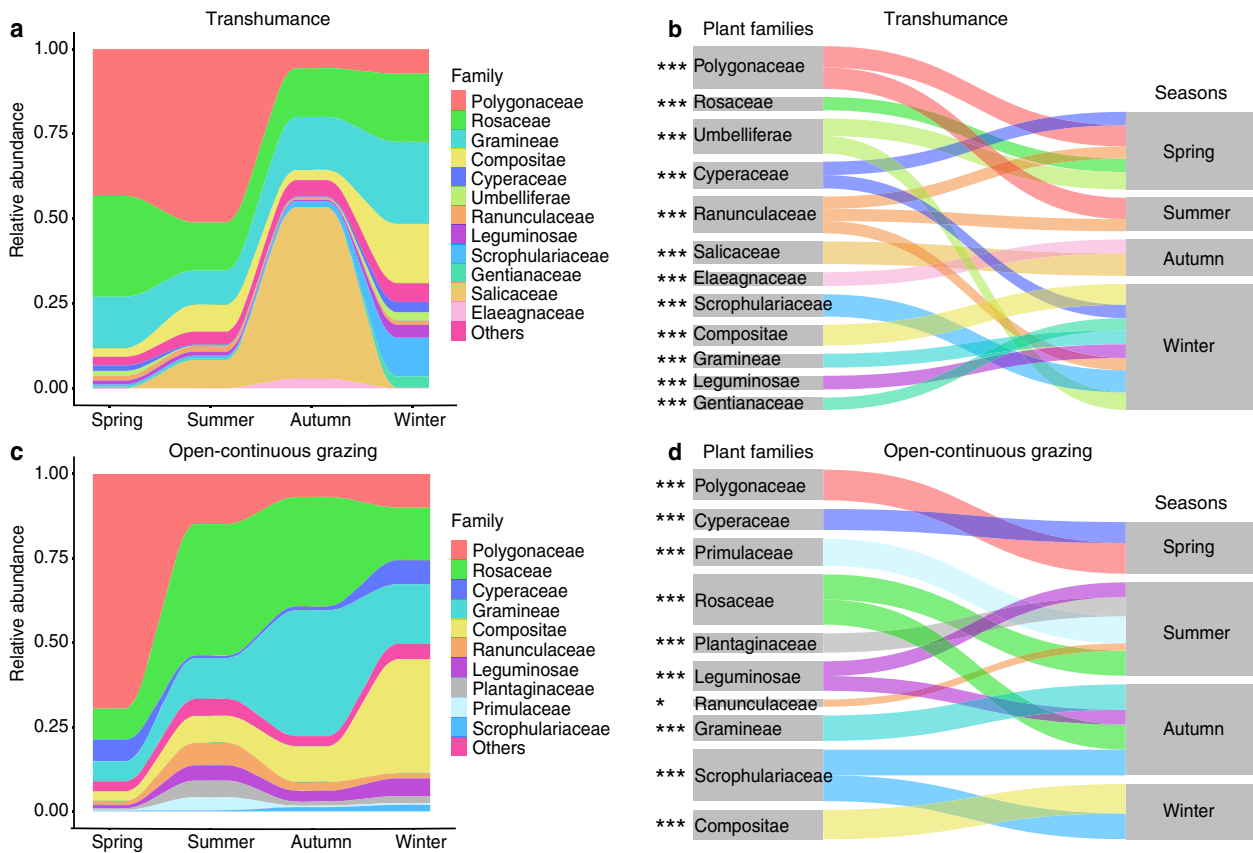 a
Transhumance
1.00
0.75
0.50
0.25
0.00
Relative abundance
Spring
Summer
Autumn
Winter
Family
Polygonaceae
Rosaceae
Gramineae
Compositae
Cyperaceae
Umbelliferae
Ranunculaceae
Leguminosae
Scrophulariaceae
Gentianaceae
Salicaceae
Elaeagnaceae
Others
b
Plant families
Transhumance
Seasons
*** Polygonaceae
*** Rosaceae
*** Umbelliferae
*** Cyperaceae
*** Ranunculaceae
*** Salicaceae
*** Elaeagnaceae
*** Scrophulariaceae
*** Compositae
*** Gramineae
*** Leguminosae
*** Gentianaceae
Spring
Summer
Autumn
Winter
c
Open-continuous grazing
1.00
0.75
0.50
0.25
0.00
Relative abundance
Spring
Summer
Autumn
Winter
Family
Polygonaceae
Rosaceae
Cyperaceae
Gramineae
Compositae
Ranunculaceae
Leguminosae
Plantaginaceae
Primulaceae
Scrophulariaceae
Others
d
Plant families
Open-continuous grazing
Seasons
*** Polygonaceae
*** Cyperaceae
*** Primulaceae
*** Rosaceae
*** Plantaginaceae
*** Leguminosae
* Ranunculaceae
*** Gramineae
*** Scrophulariaceae
*** Compositae
Spring
Summer
Autumn
Winter